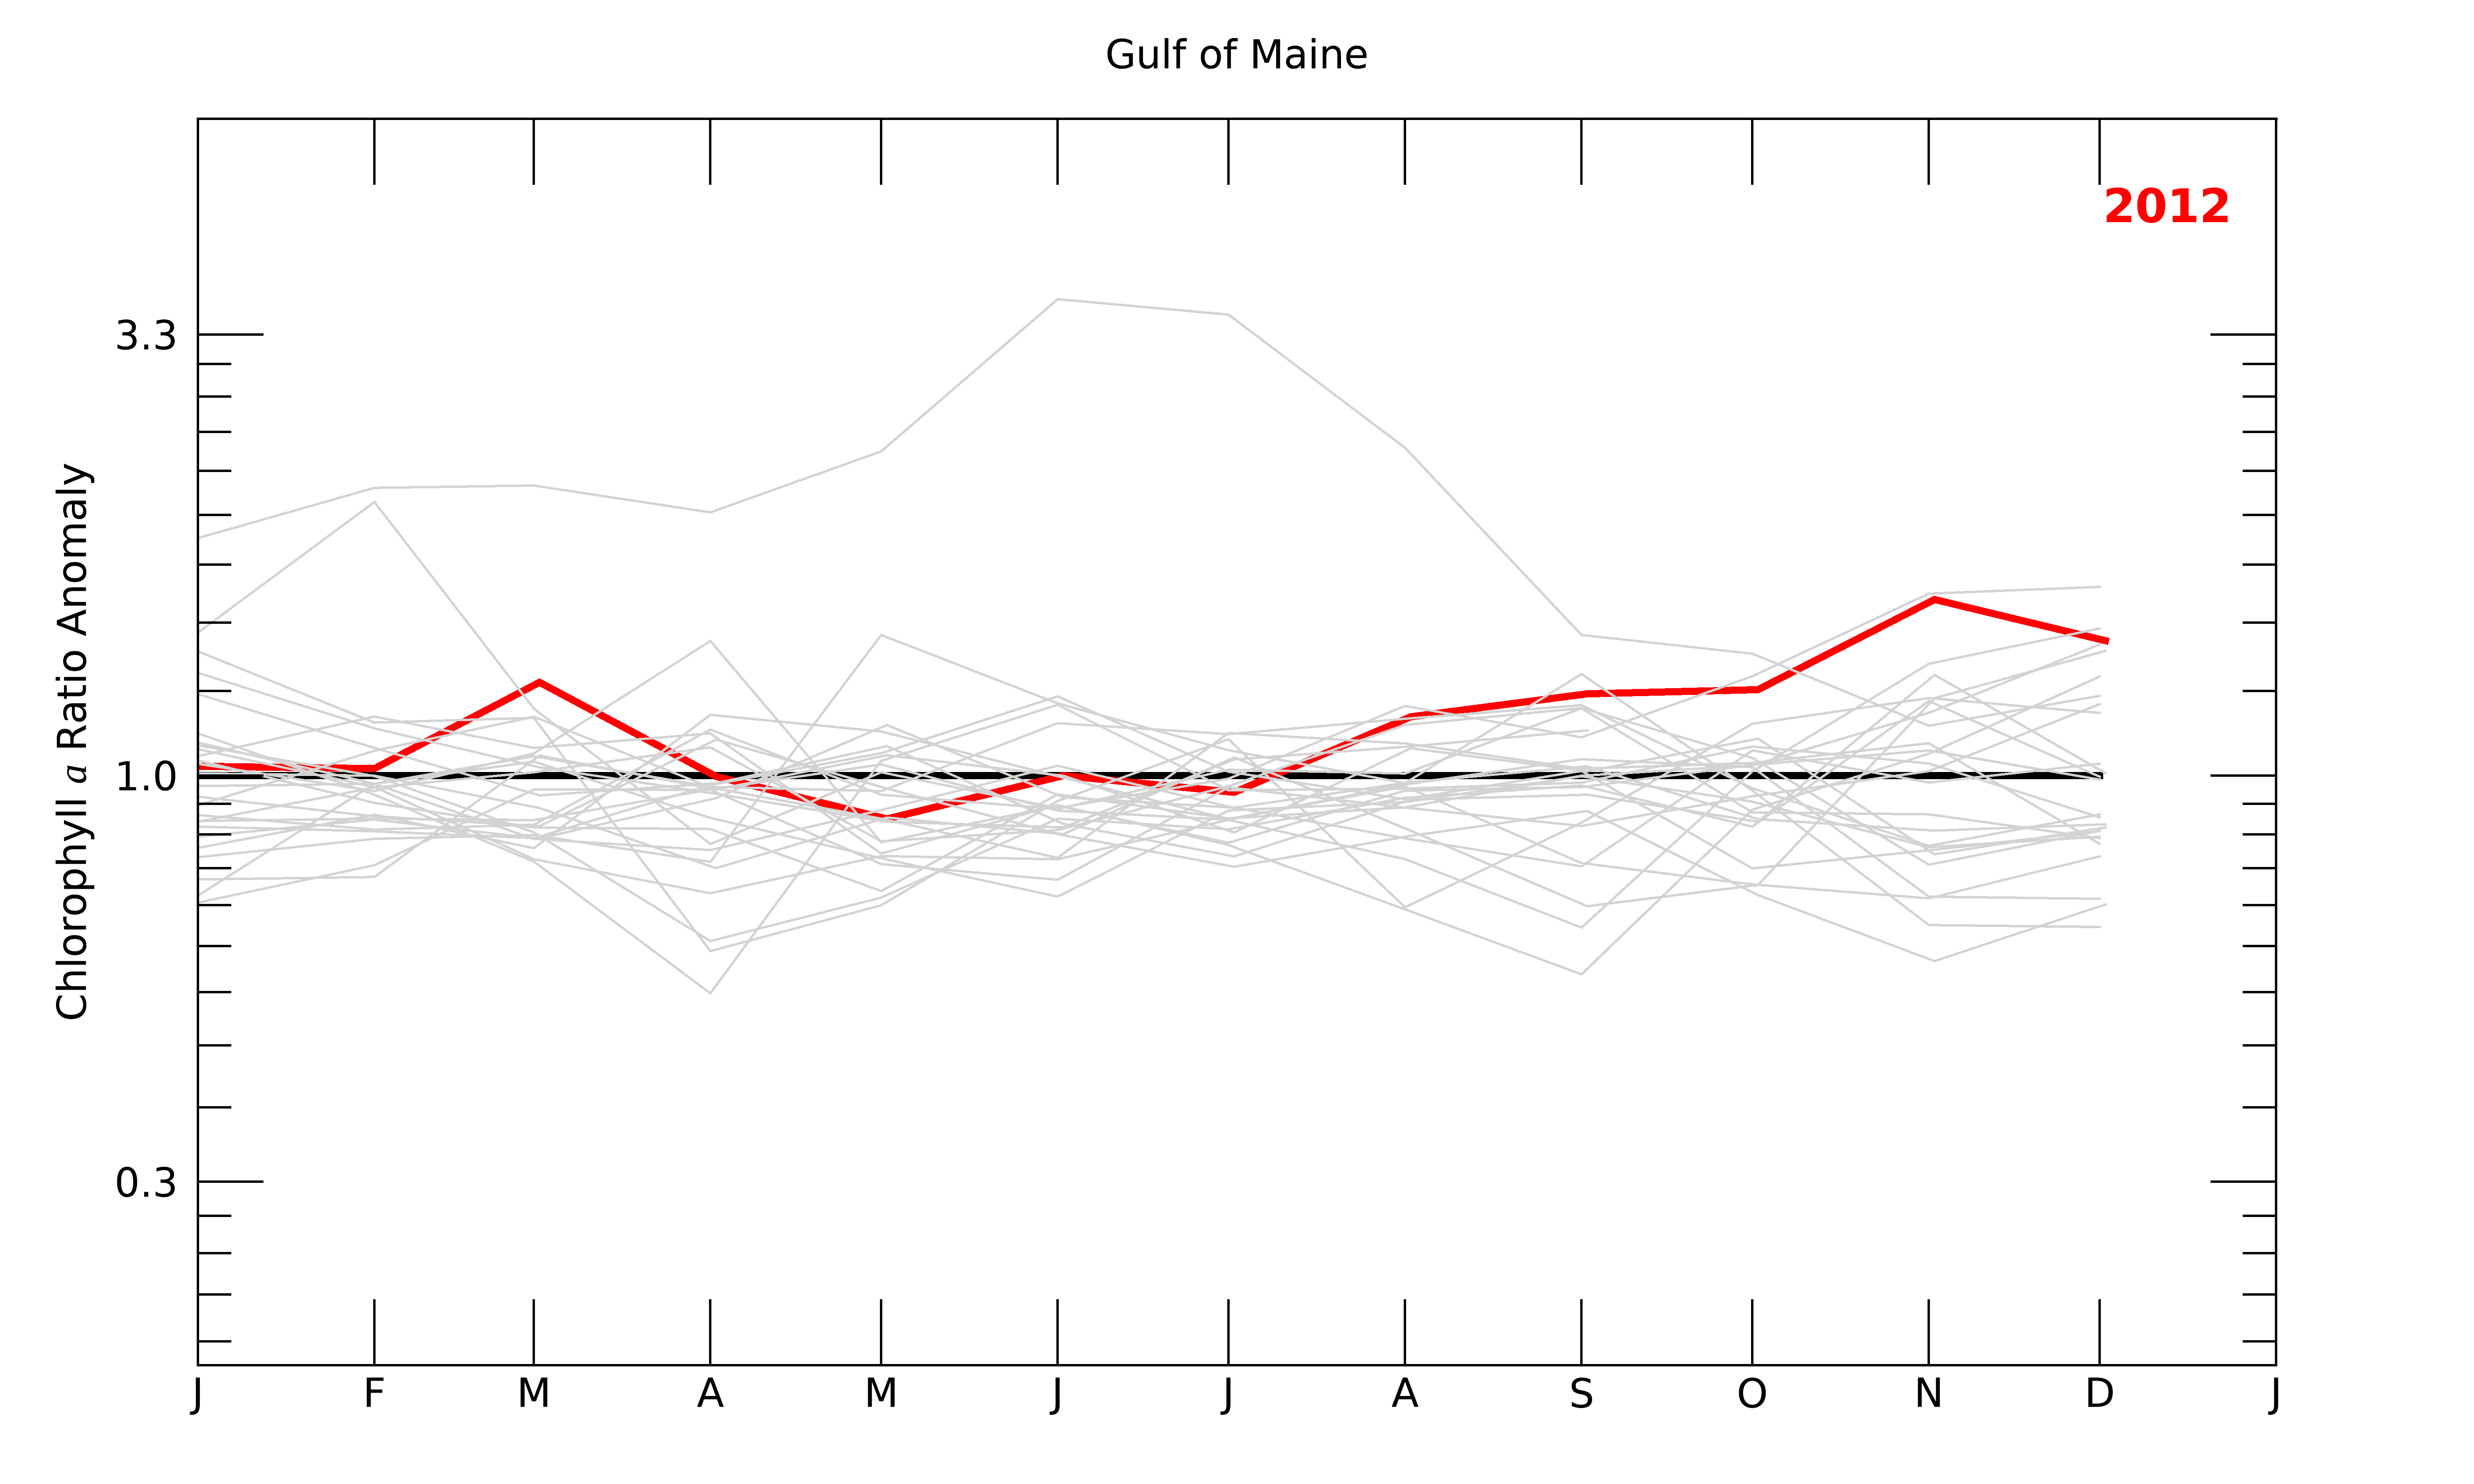 Gulf of Maine
2012
3.3
1.0
0.3
Chlorophyll a Ratio Anomaly
J F M A M J J A S O N D J